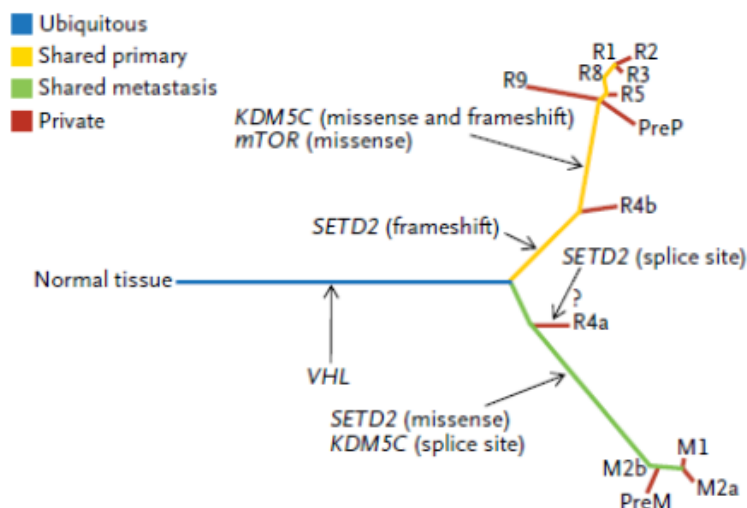 Ubiquitous
Shared primary
Shared metastasis
Private
R1
R2
R8
R3
R9
R5
PreP
KDM5C (missense and frameshift)
mTOR (missense)
R4b
SETD2 (frameshift)
SETD2 (splice site)
Normal tissue
?
R4a
VHL
SETD2 (missense)
KDM5C (splice site)
M1
M2b
M2a
PreM